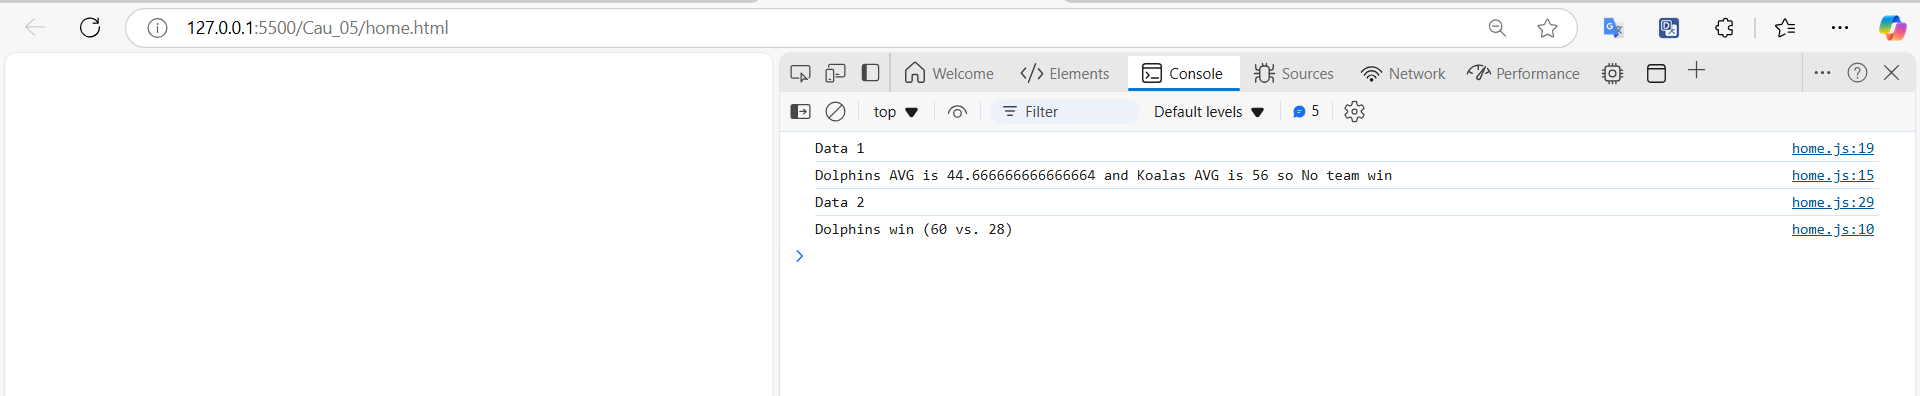 127.0.0.1:5500/Cau_05/home.html
Welcome Elements Console Sources Network Performance
top Filter Default levels 5
Data 1 home.js:19
Dolphins AVG is 44.666666666666664 and Koalas AVG is 56 so No team win home.js:15
Data 2 home.js:29
Dolphins win (60 vs. 28) home.js:10